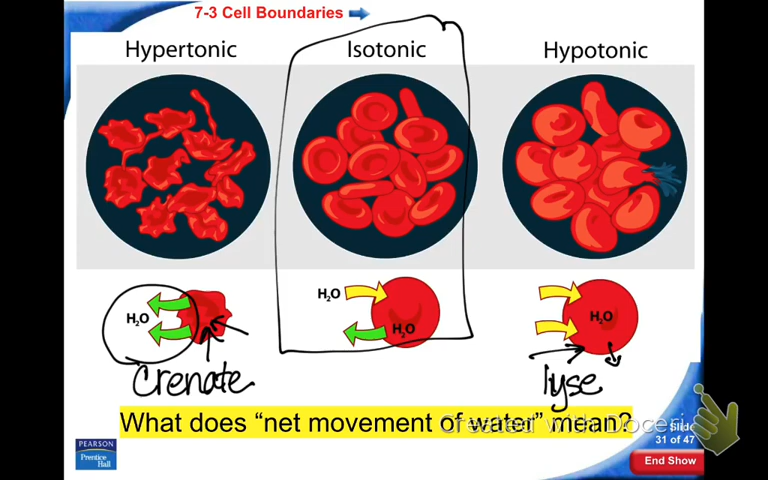 7-3 Cell Boundaries
Hypertonic Isotonic Hypotonic
H₂O H₂O H₂O H₂O
Crenate lyse
What does “net movement of water” mean?
Created with Doceri
Slide
31 of 47
End Show
PEARSON
Prentice
Hall